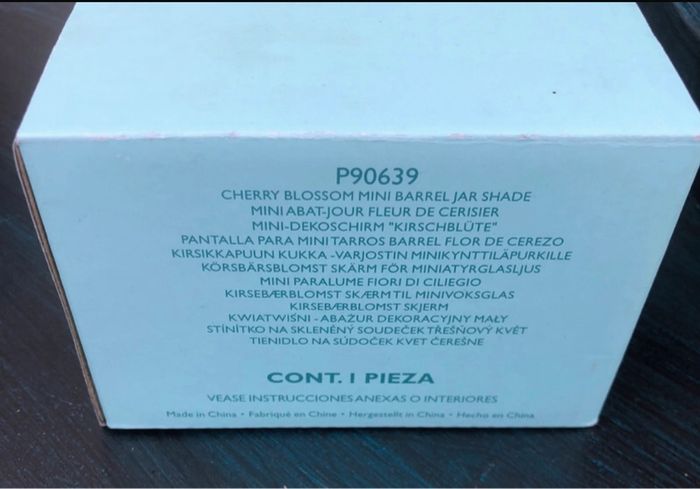 P90639
CHERRY BLOSSOM MINI BARREL JAR SHADE
MINI ABAT-JOUR FLEUR DE CERISIER
MINI-DEKOSCHIRM "KIRSCHBLÜTE"
PANTALLA PARA MINI TARROS BARREL FLOR DE CEREZO
KIRSIKKAPUUN KUKKA -VARJOSTIN MINIKYNTTILÄPURKILLE
KÖRSBÄRSBLOMST SKÄRM FÖR MINIATYRGLASLJUS
MINI PARALUME FIORI DI CILIEGIO
KIRSEBÆRBLOMST SKÆRM TIL MINIVOKSGLAS
KIRSEBÆRBLOMST SKJERM
KWIAT WIŚNI - ABAŻUR DEKORACYJNY MAŁY
STÍNÍTKO NA SKLENĚNÝ SOUDEČEK TŘEŠŇOVÝ KVĚT
TIENIDLO NA SÚDOČEK KVET ČEREŠNE
CONT. 1 PIEZA
VEASE INSTRUCCIONES ANEXAS O INTERIORES
Made in China • Fabriqué en Chine • Hergestellt in China • Hecho en China